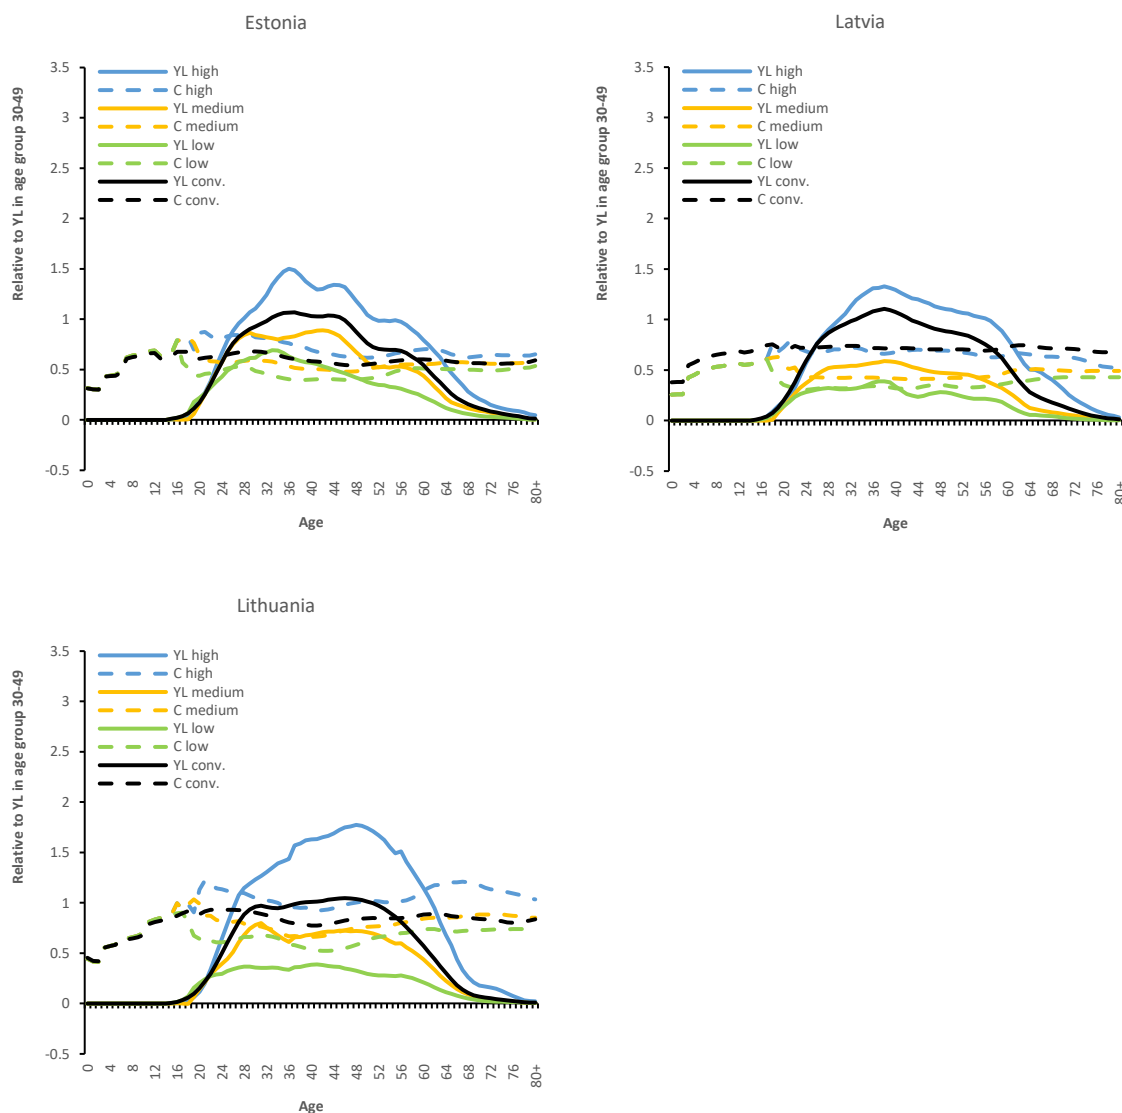 Estonia
Relative to YL in age group 30-49
3.5
3
2.5
2
1.5
1
0.5
0
-0.5
YL high
C high
YL medium
C medium
YL low
C low
YL conv.
C conv.
0 4 8 12 16 20 24 28 32 36 40 44 48 52 56 60 64 68 72 76 80+
Age
Latvia
Relative to YL in age group 30-49
3.5
3
2.5
2
1.5
1
0.5
0
-0.5
YL high
C high
YL medium
C medium
YL low
C low
YL conv.
C conv.
0 4 8 12 16 20 24 28 32 36 40 44 48 52 56 60 64 68 72 76 80+
Age
Lithuania
Relative to YL in age group 30-49
3.5
3
2.5
2
1.5
1
0.5
0
-0.5
YL high
C high
YL medium
C medium
YL low
C low
YL conv.
C conv.
0 4 8 12 16 20 24 28 32 36 40 44 48 52 56 60 64 68 72 76 80+
Age